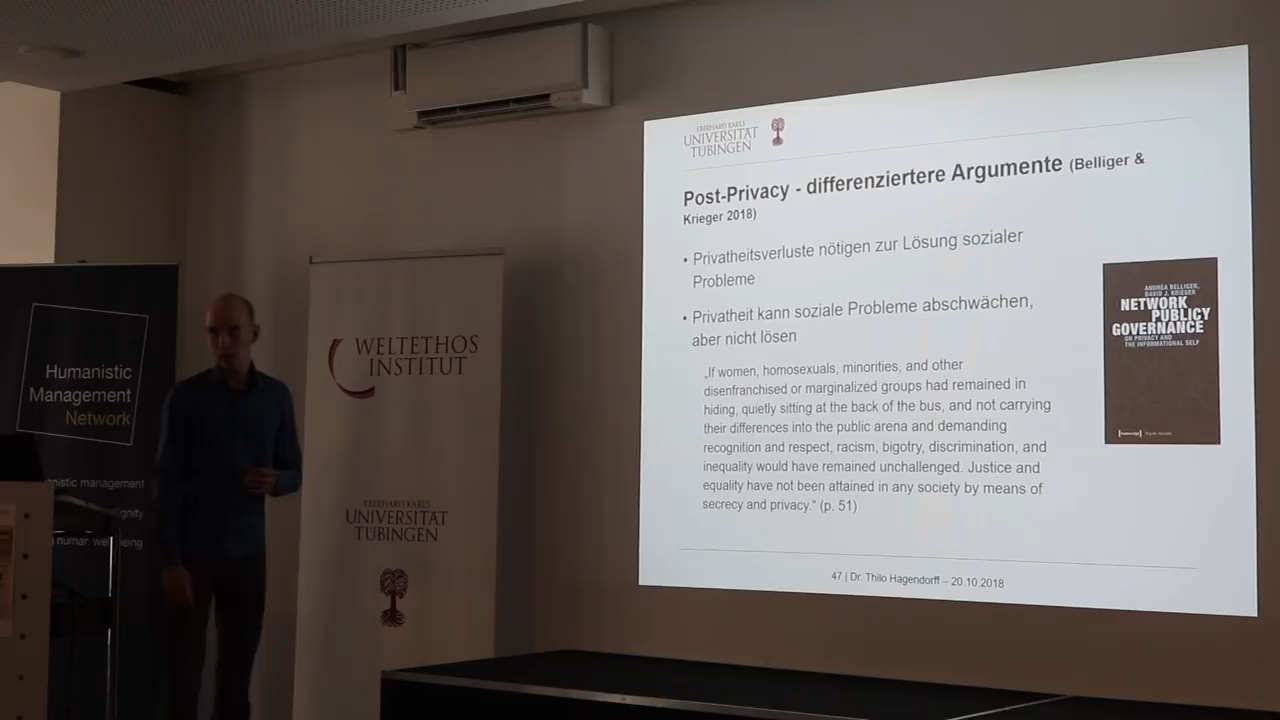 Humanistic
Management
Network
nistic management
WELTETHOS
INSTITUT
EBERHARD KARLS
UNIVERSITÄT
TÜBINGEN
EBERHARD KARLS
UNIVERSITÄT
TÜBINGEN
Post-Privacy - differenziertere Argumente (Belliger &
Krieger 2018)
• Privatheitsverluste nötigen zur Lösung sozialer
Probleme
• Privatheit kann soziale Probleme abschwächen,
aber nicht lösen
„If women, homosexuals, minorities, and other
disenfranchised or marginalized groups had remained in
hiding, quietly sitting at the back of the bus, and not carrying
their differences into the public arena and demanding
recognition and respect, racism, bigotry, discrimination, and
inequality would have remained unchallenged. Justice and
equality have not been attained in any society by means of
secrecy and privacy.“ (p. 51)
ANDRÉA BELLIGER,
DAVID J. KRIEGER
NETWORK
PUBLICY
GOVERNANCE
ON PRIVACY AND
THE INFORMATIONAL SELF
47 | Dr. Thilo Hagendorff – 20.10.2018